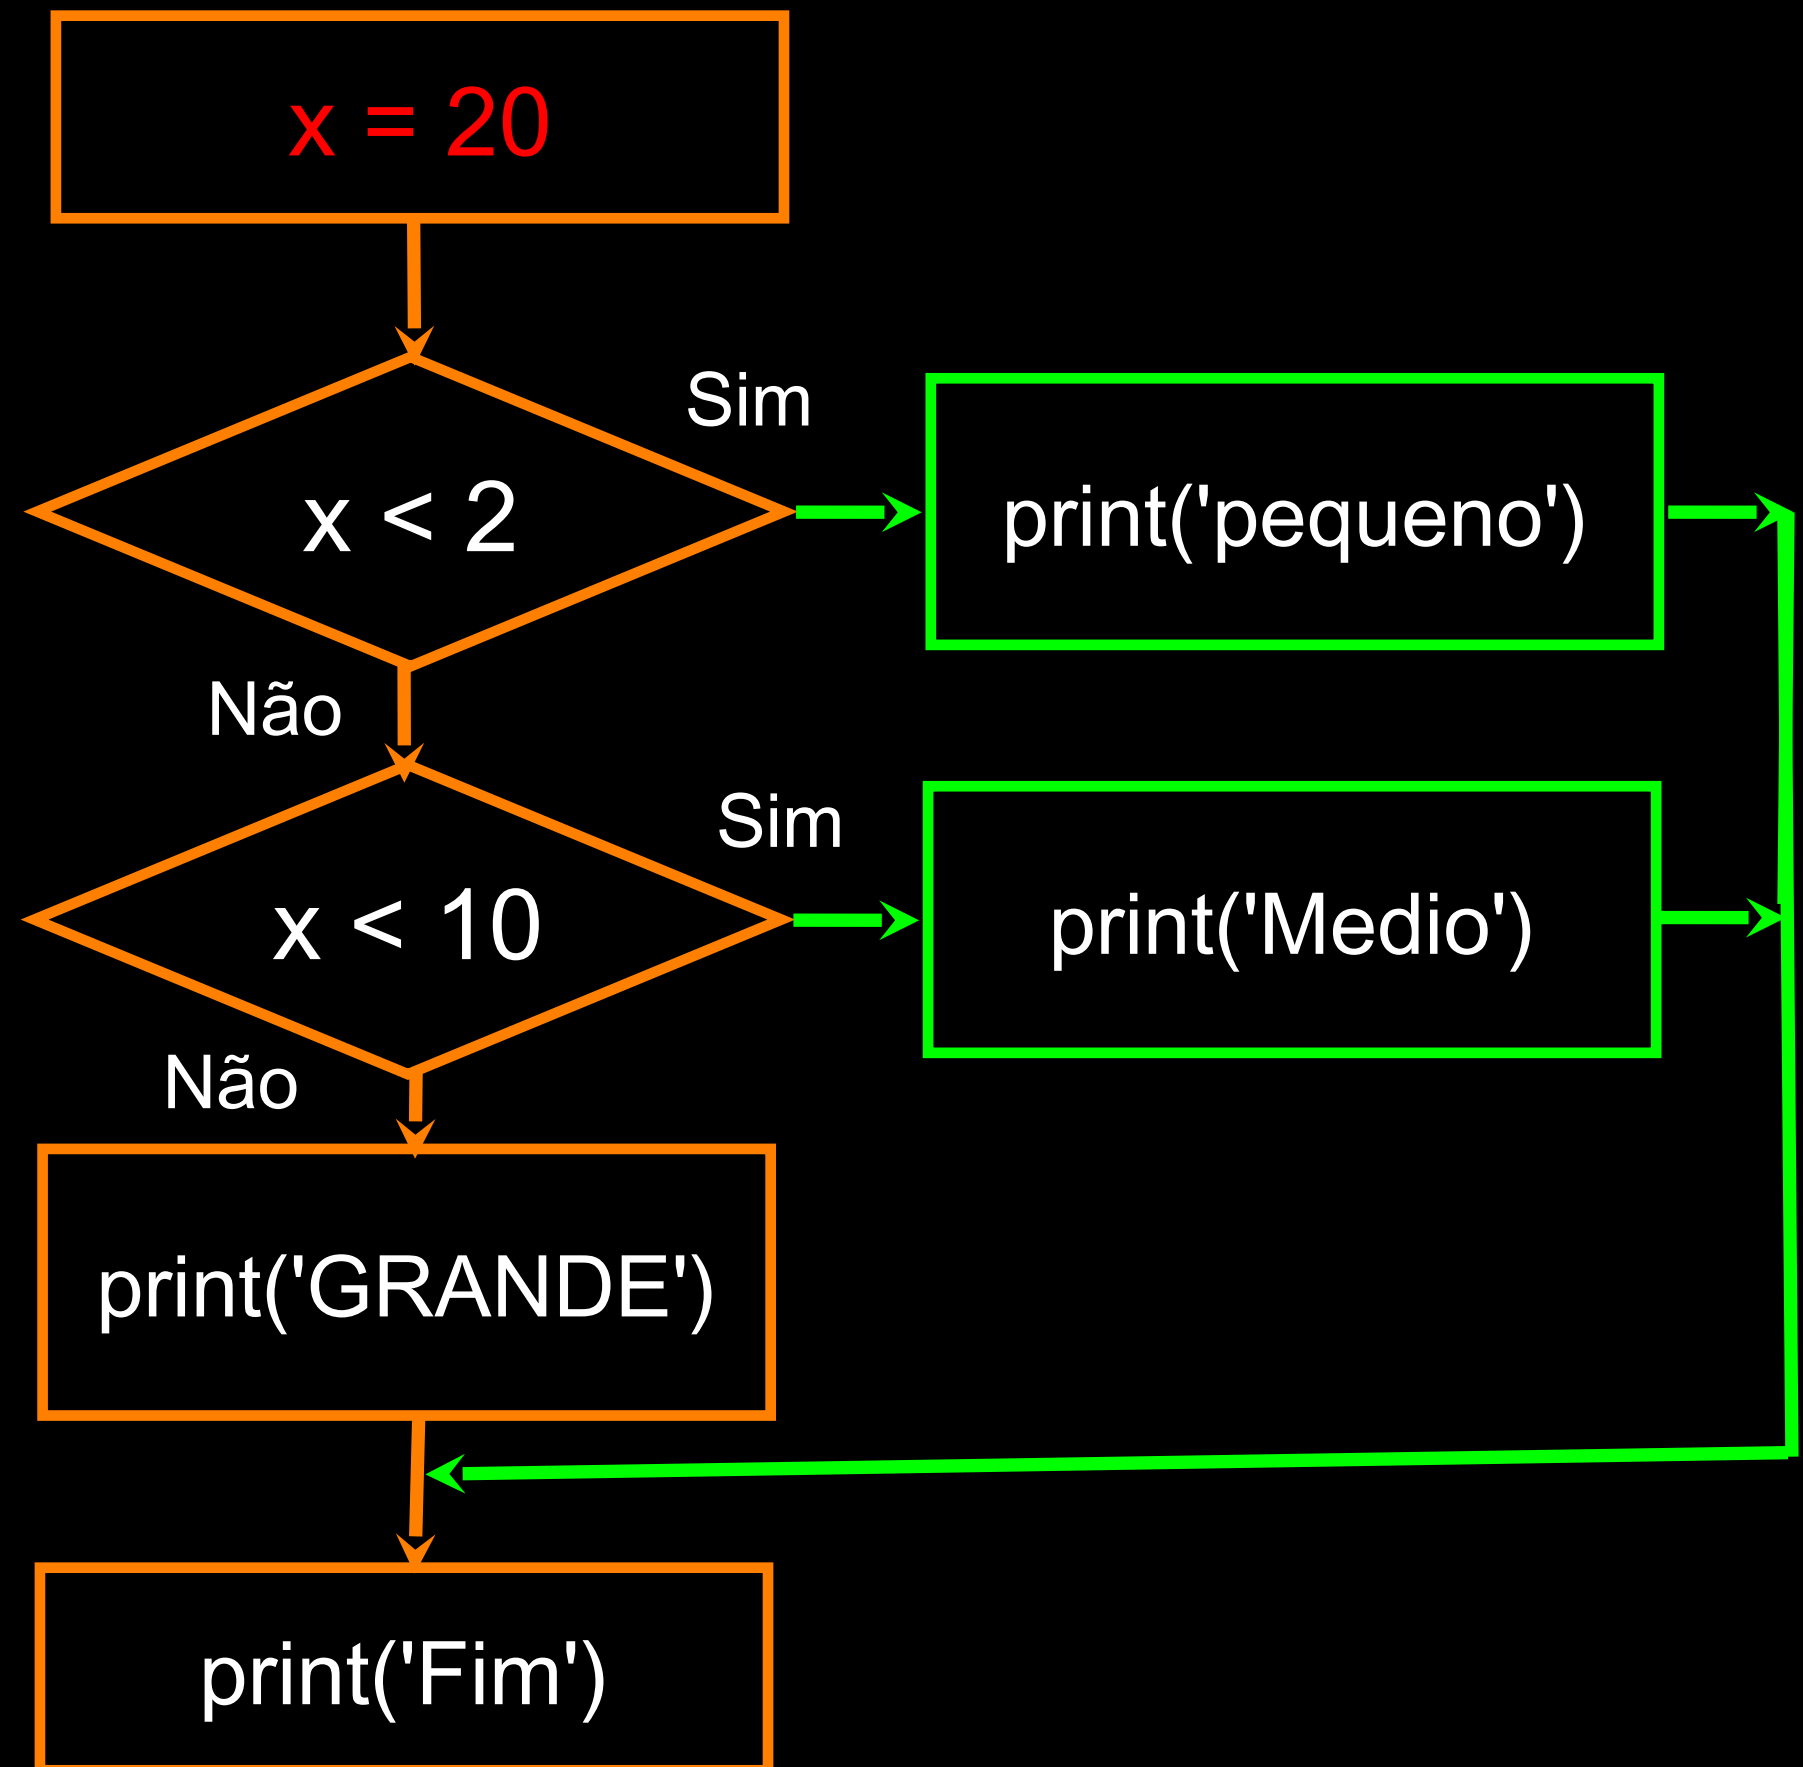 x = 20
Sim
x < 2
print('pequeno')
Não
Sim
x < 10
print('Medio')
Não
print('GRANDE')
print('Fim')